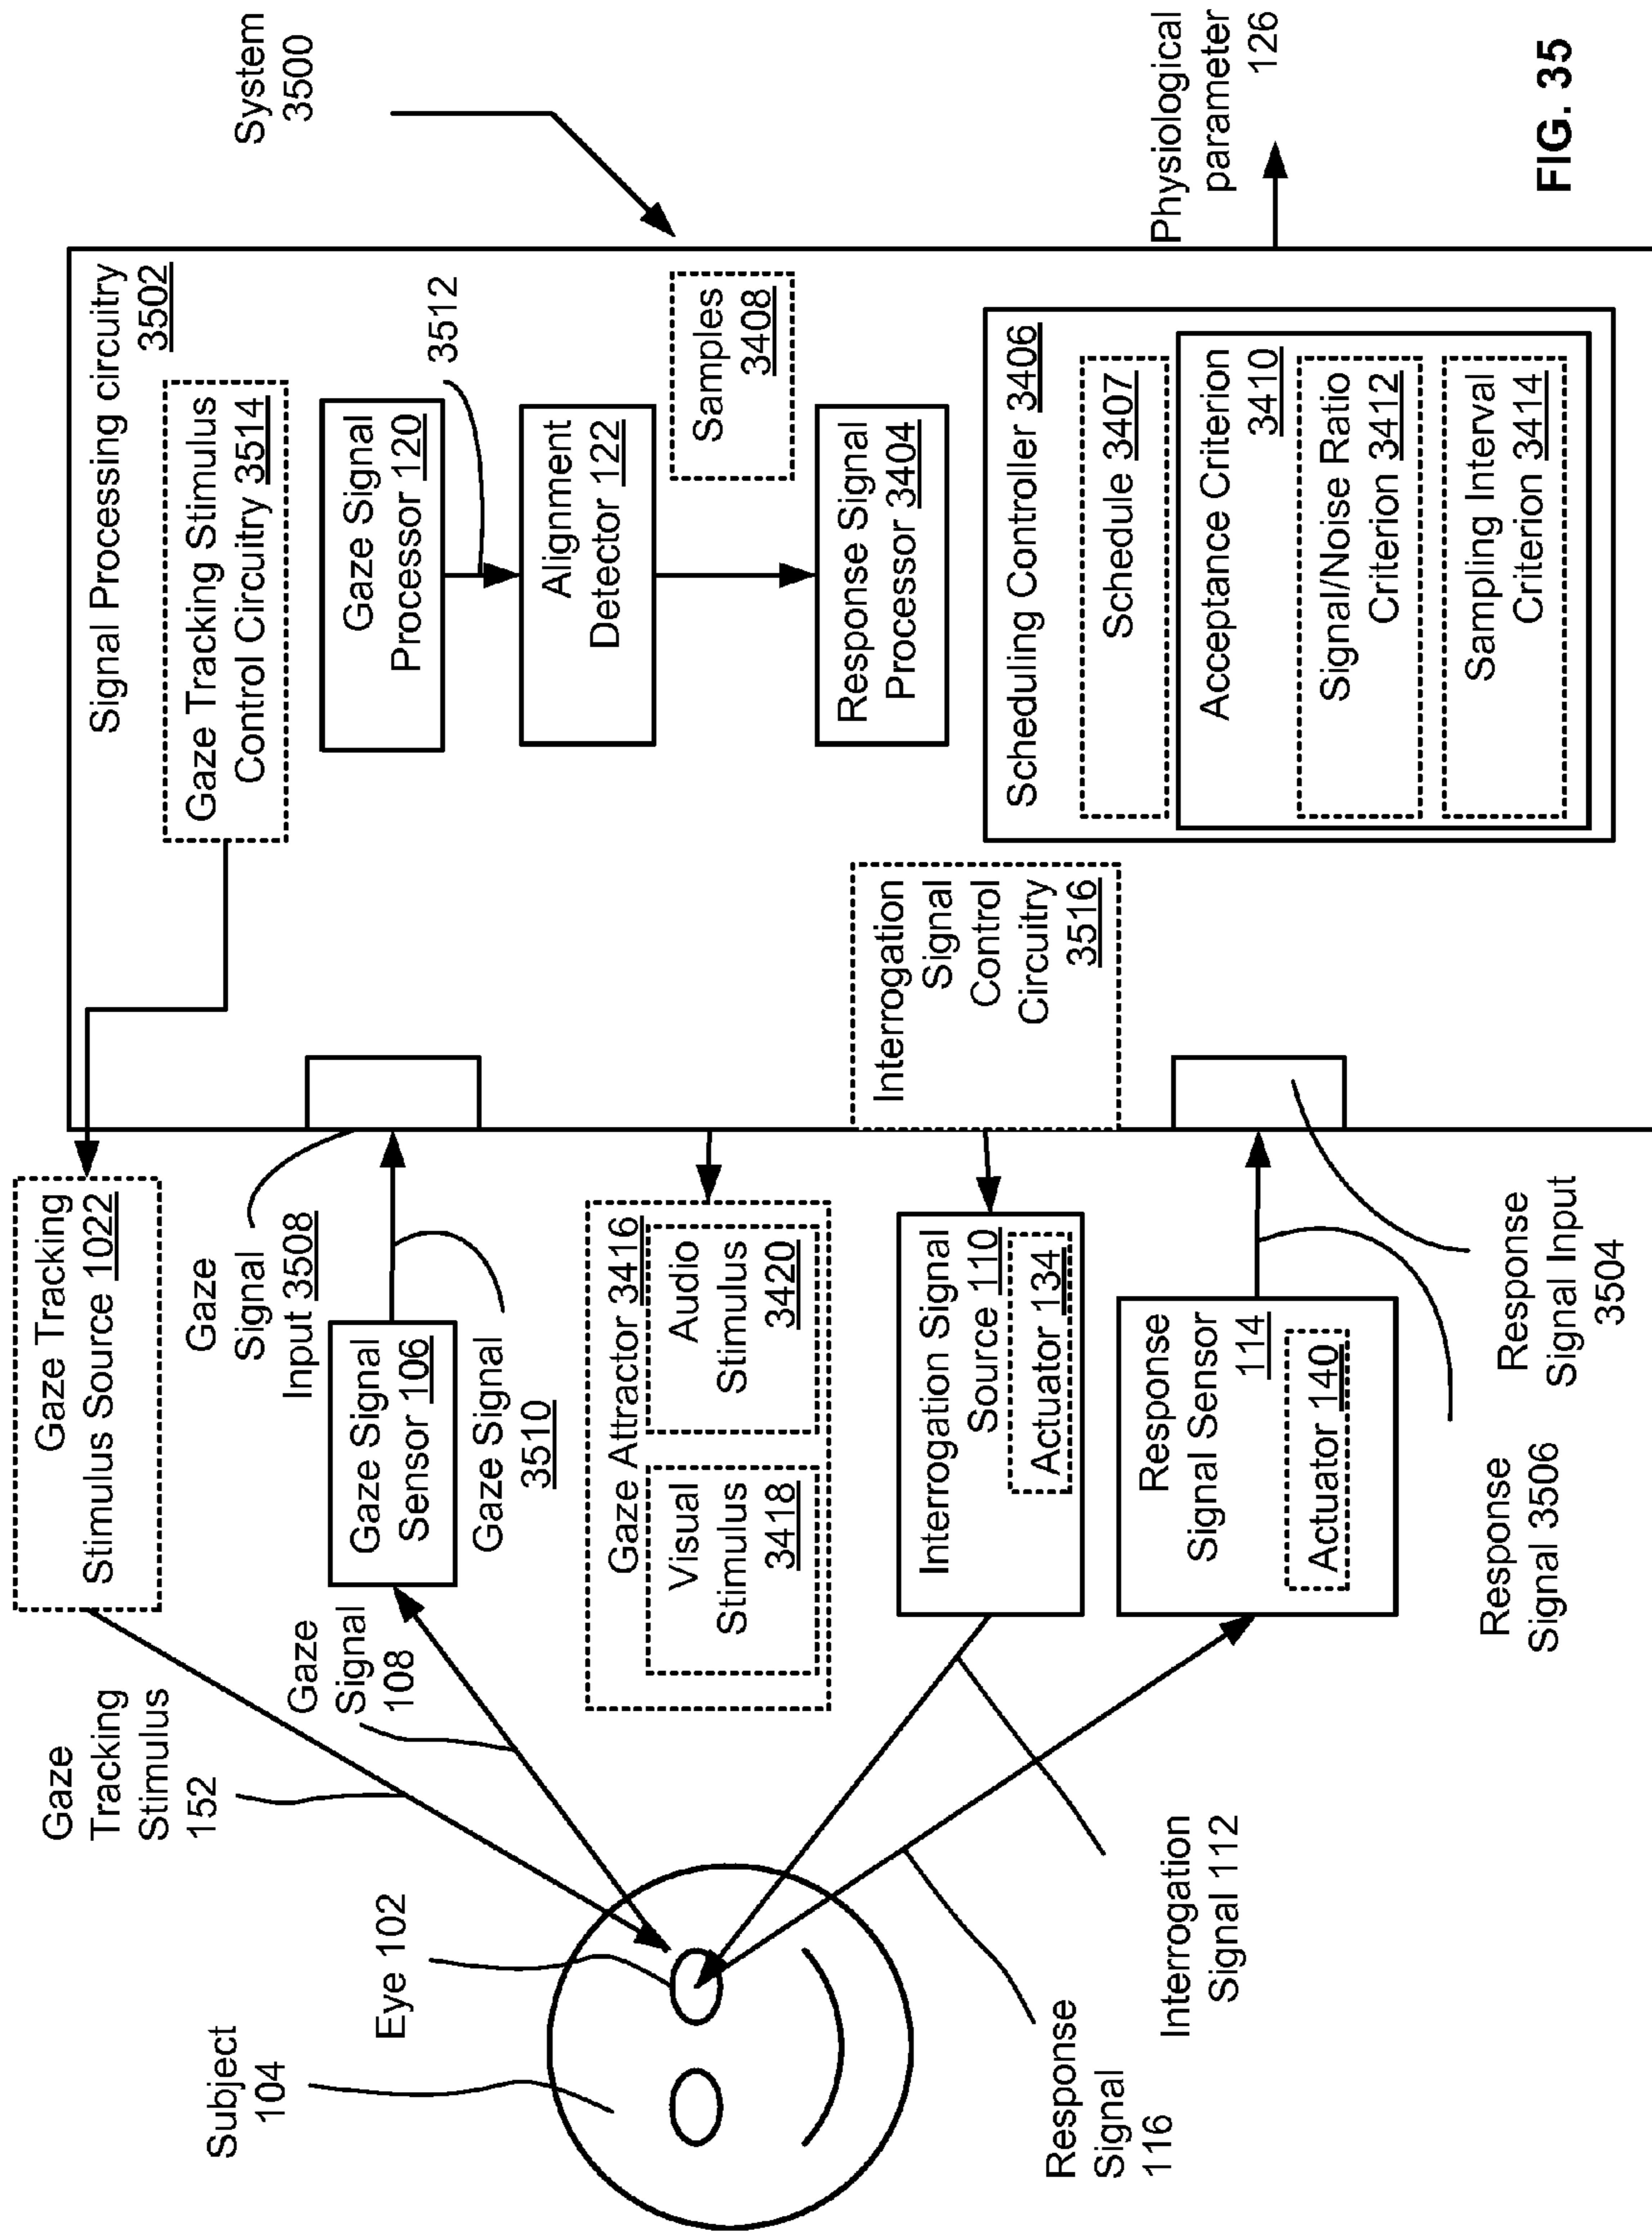 System
3500
Signal Processing circuitry
3502
Gaze Tracking Stimulus
Control Circuitry 3514
Gaze Signal
Processor 120
3512
Alignment
Detector 122
Samples
3408
Response Signal
Processor 3404
Scheduling Controller 3406
Schedule 3407
Acceptance Criterion
3410
Signal/Noise Ratio
Criterion 3412
Sampling Interval
Criterion 3414
Physiological
parameter
126
Interrogation
Signal
Control
Circuitry
3516
Gaze Tracking
Stimulus Source 1022
Gaze
Signal
Input 3508
Gaze Signal
Sensor 106
Gaze Signal
3510
Gaze Attractor 3416
Visual
Stimulus
3418
Audio
Stimulus
3420
Interrogation Signal
Source 110
Actuator 134
Response
Signal Sensor
114
Actuator 140
Response
Signal Input
3504
Response
Signal 3506
Gaze
Tracking
Stimulus
152
Gaze
Signal
108
Subject
104
Eye 102
Response
Signal
116
Interrogation
Signal 112
FIG. 35